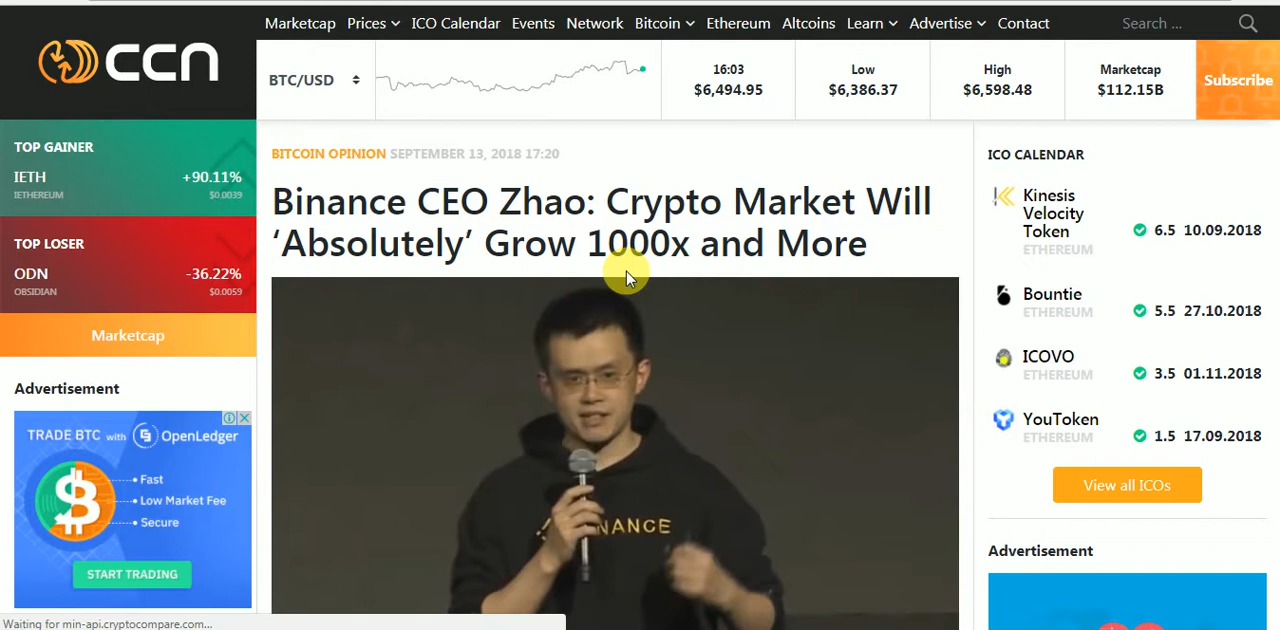 Marketcap Prices ICO Calendar Events Network Bitcoin Ethereum Altcoins Learn Advertise Contact Search ...
CCN
BTC/USD
16:03
$6,494.95
Low
$6,386.37
High
$6,598.48
Marketcap
$112.15B
Subscribe
TOP GAINER
IETH +90.11%
ETHEREUM $0.0039
TOP LOSER
ODN -36.22%
OBSIDIAN $0.0059
Marketcap
Advertisement
TRADE BTC with OpenLedger
Fast
Low Market Fee
Secure
START TRADING
BITCOIN OPINION SEPTEMBER 13, 2018 17:20
Binance CEO Zhao: Crypto Market Will
‘Absolutely’ Grow 1000x and More
NANCE
ICO CALENDAR
Kinesis
Velocity
Token
ETHEREUM
6.5 10.09.2018
Bountie
ETHEREUM
5.5 27.10.2018
ICOVO
ETHEREUM
3.5 01.11.2018
YouToken
ETHEREUM
1.5 17.09.2018
View all ICOs
Advertisement
Waiting for min-api.cryptocompare.com...